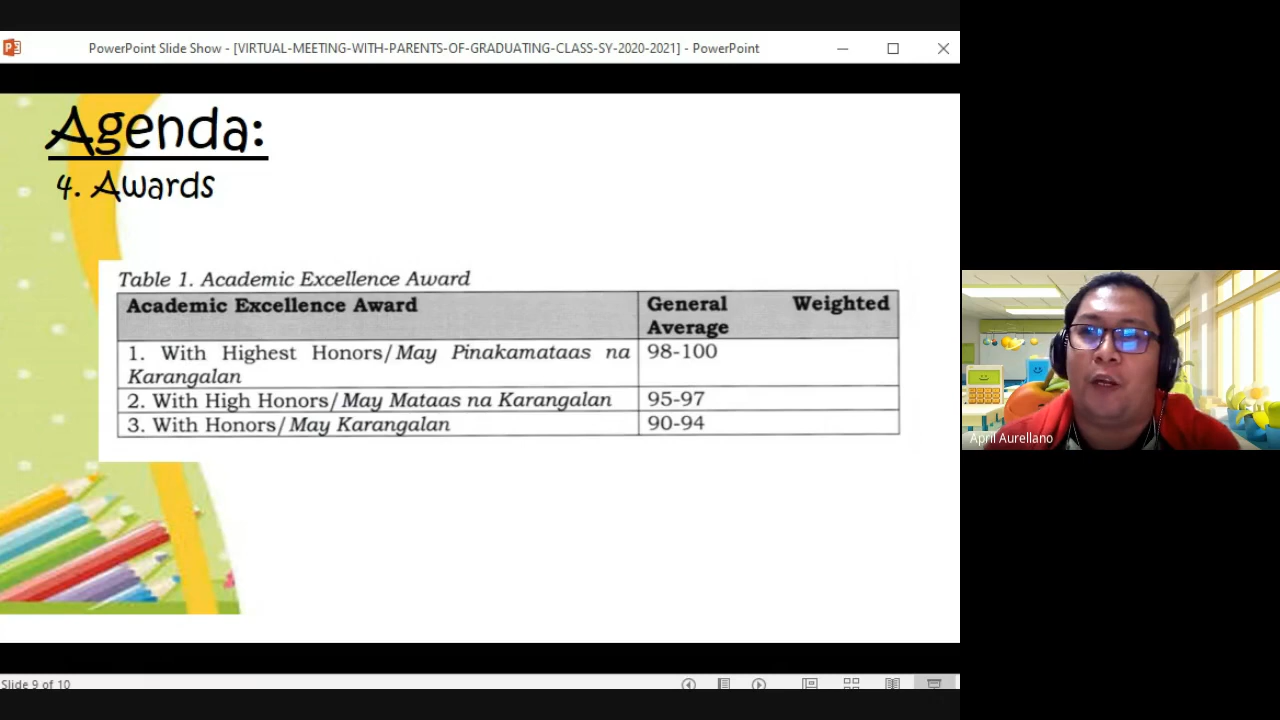 PowerPoint Slide Show - [VIRTUAL-MEETING-WITH-PARENTS-OF-GRADUATING-CLASS-SY-2020-2021] - PowerPoint
Agenda:
4. Awards
Table 1. Academic Excellence Award
Academic Excellence Award
General Weighted
Average
1. With Highest Honors/May Pinakamataas na
Karangalan
98-100
2. With High Honors/May Mataas na Karangalan
95-97
3. With Honors/May Karangalan
90-94
April Aurellano
Slide 9 of 10